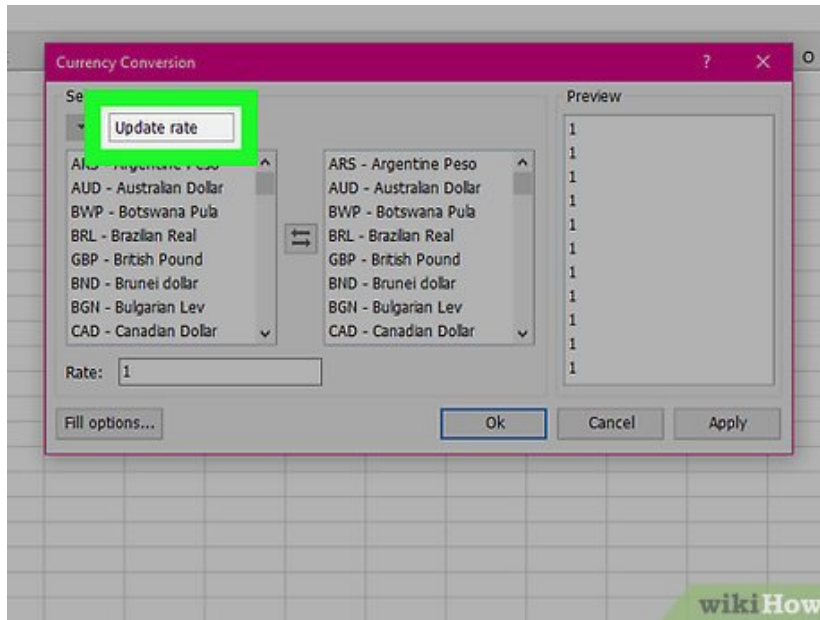 O
Currency Conversion
? X
Se
Preview
Update rate
ARS - Argentine Peso
AUD - Australian Dollar
BWP - Botswana Pula
BRL - Brazilian Real
GBP - British Pound
BND - Brunei dollar
BGN - Bulgarian Lev
CAD - Canadian Dollar
ARS - Argentine Peso
AUD - Australian Dollar
BWP - Botswana Pula
BRL - Brazilian Real
GBP - British Pound
BND - Brunei dollar
BGN - Bulgarian Lev
CAD - Canadian Dollar
1
1
1
1
1
1
1
1
1
1
1
Rate: 1
Fill options...
Ok
Cancel
Apply
wikiHow